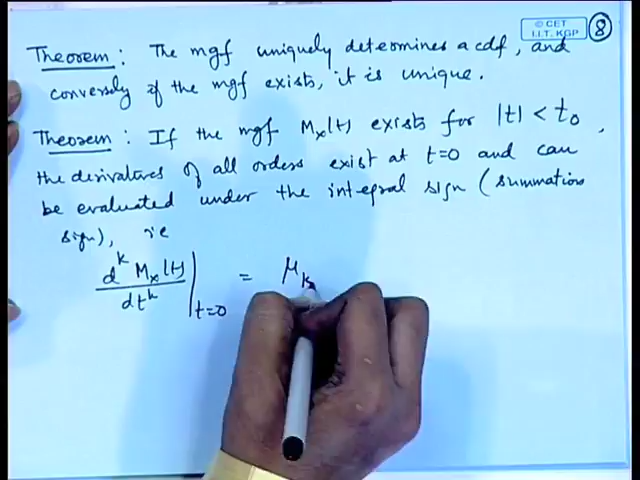 © CET
I.I.T. KGP
8
Theorem : The mgf uniquely determines a cdf, and
conversely if the mgf exists, it is unique.
Theorem : If the mgf Mx(t) exists for |t| < t₀,
the derivatives of all orders exist at t=0 and can
be evaluated under the integral sign (summation
sign), ie
d^k Mx(t) / dt^k |t=0 = μk